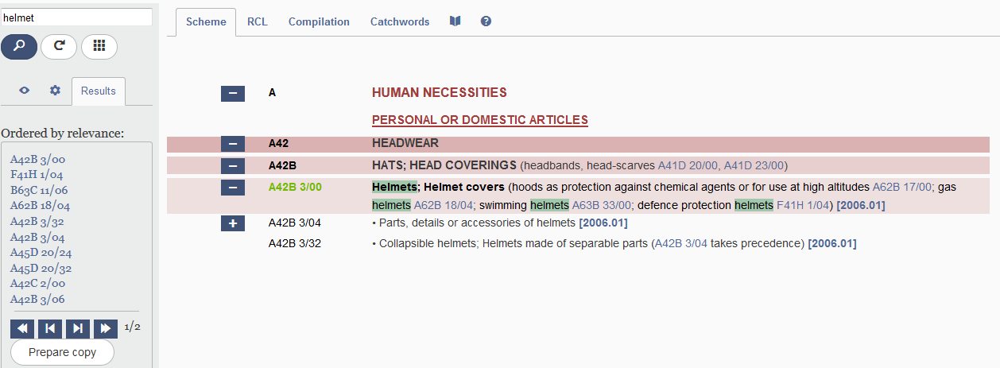 helmet
Scheme RCL Compilation Catchwords
Results
Ordered by relevance:
A42B 3/00
F41H 1/04
B63C 11/06
A62B 18/04
A42B 3/32
A42B 3/04
A45D 20/24
A45D 20/32
A42C 2/00
A42B 3/06
1/2
Prepare copy
A HUMAN NECESSITIES
PERSONAL OR DOMESTIC ARTICLES
A42 HEADWEAR
A42B HATS; HEAD COVERINGS (headbands, head-scarves A41D 20/00, A41D 23/00)
A42B 3/00 Helmets; Helmet covers (hoods as protection against chemical agents or for use at high altitudes A62B 17/00; gas
helmets A62B 18/04; swimming helmets A63B 33/00; defence protection helmets F41H 1/04) [2006.01]
A42B 3/04 • Parts, details or accessories of helmets [2006.01]
A42B 3/32 • Collapsible helmets; Helmets made of separable parts (A42B 3/04 takes precedence) [2006.01]